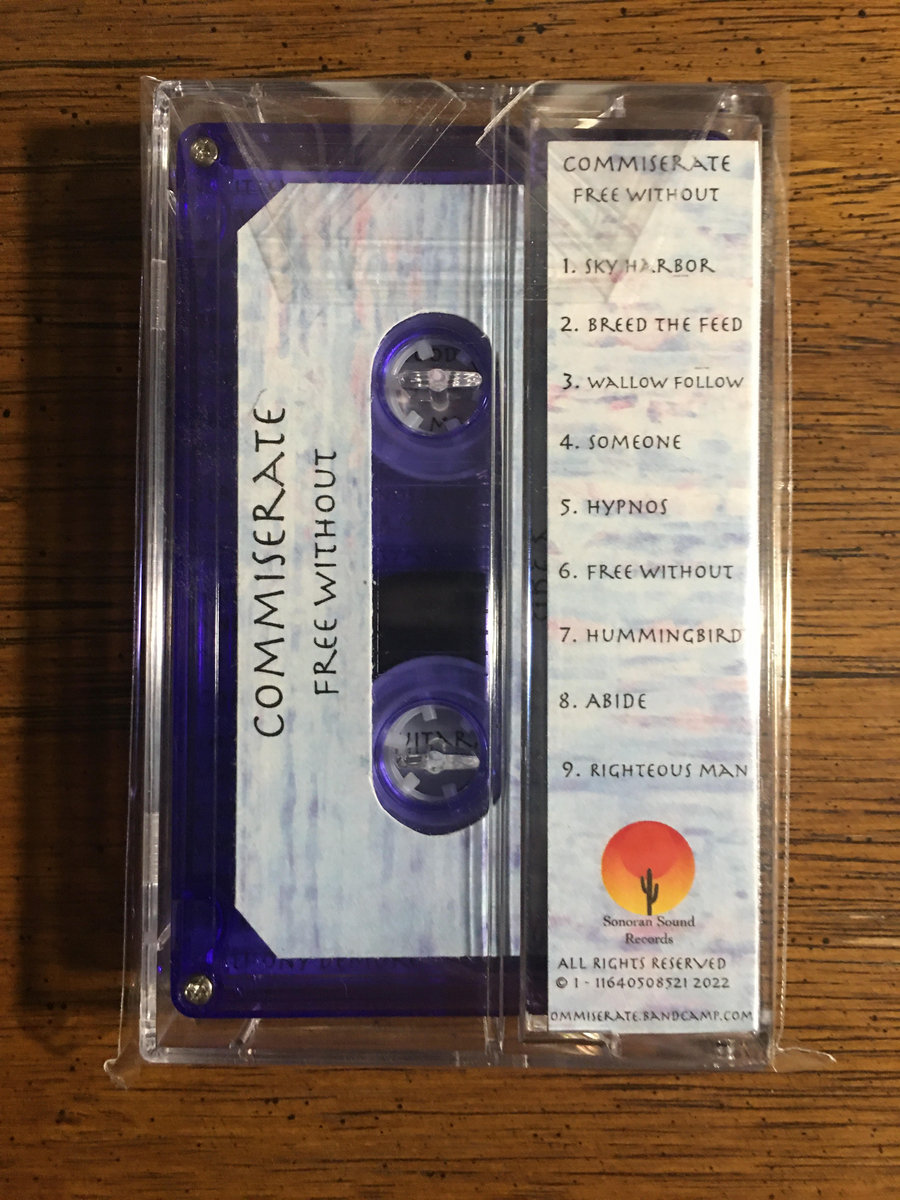 COMMISERATE
FREE WITHOUT
COMMISERATE
FREE WITHOUT
1. SKY HARBOR
2. BREED THE FEED
3. WALLOW FOLLOW
4. SOMEONE
5. HYPNOS
6. FREE WITHOUT
7. HUMMINGBIRD
8. ABIDE
9. RIGHTEOUS MAN
Sonoran Sound
Records
ALL RIGHTS RESERVED
© 1 - 11640508521 2022
OMMISERATE.BANDCAMP.COM